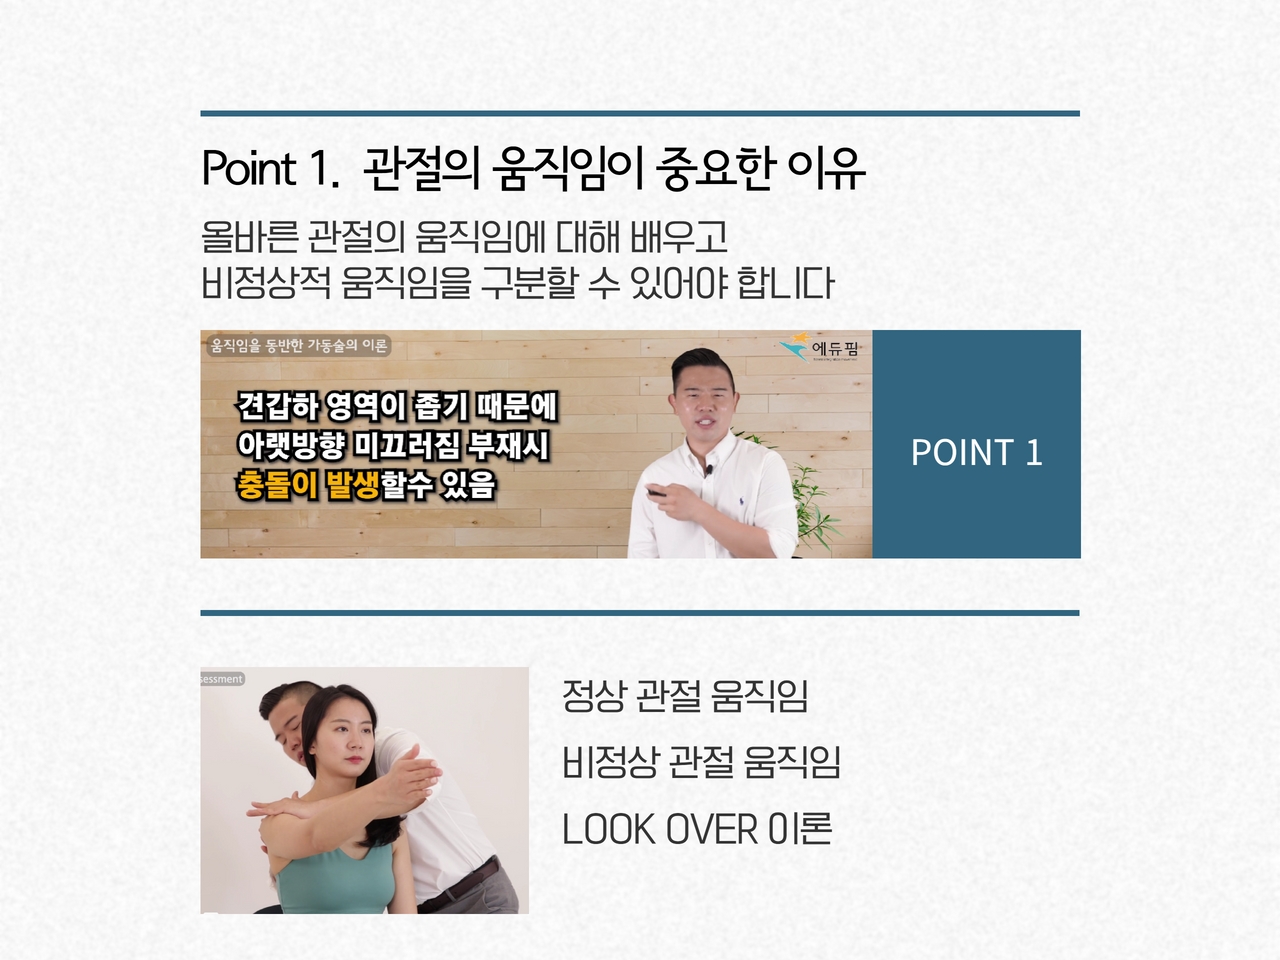 Point 1. 관절의 움직임이 중요한 이유
올바른 관절의 움직임에 대해 배우고
비정상적 움직임을 구분할 수 있어야 합니다
움직임을 동반한 가동술의 이론
에듀핌
견갑하 영역이 좁기 때문에
아랫방향 미끄러짐 부재시
충돌이 발생할수 있음
POINT 1
sessment
정상 관절 움직임
비정상 관절 움직임
LOOK OVER 이론